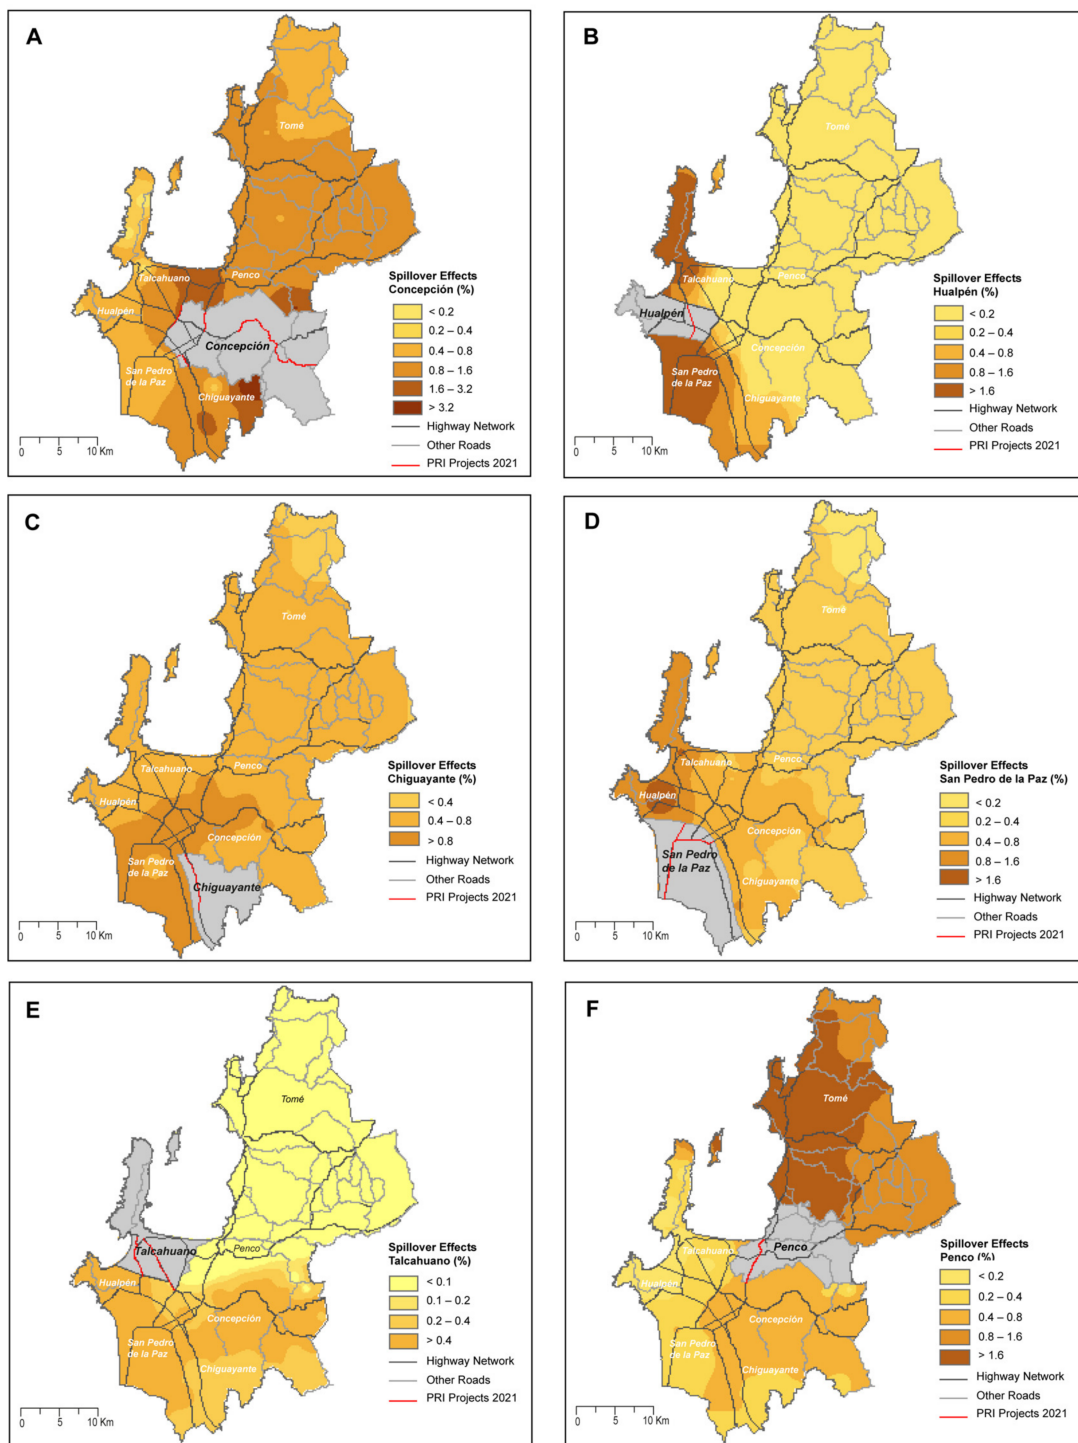 A
Tomé
Talcahuano
Penco
Hualpén
Concepción
San Pedro
de la Paz
Chiguayante
Spillover Effects
Concepción (%)
< 0.2
0.2 – 0.4
0.4 – 0.8
0.8 – 1.6
1.6 – 3.2
> 3.2
Highway Network
Other Roads
PRI Projects 2021
0 5 10 Km
B
Tomé
Talcahuano
Penco
Hualpén
Concepción
San Pedro
de la Paz
Chiguayante
Spillover Effects
Hualpén (%)
< 0.2
0.2 – 0.4
0.4 – 0.8
0.8 – 1.6
> 1.6
Highway Network
Other Roads
PRI Projects 2021
0 5 10 Km
C
Tomé
Talcahuano
Penco
Hualpén
Concepción
San Pedro
de la Paz
Chiguayante
Spillover Effects
Chiguayante (%)
< 0.4
0.4 – 0.8
> 0.8
Highway Network
Other Roads
PRI Projects 2021
0 5 10 Km
D
Tomé
Talcahuano
Penco
Hualpén
Concepción
San Pedro
de la Paz
Chiguayante
Spillover Effects
San Pedro de la Paz (%)
< 0.2
0.2 – 0.4
0.4 – 0.8
0.8 – 1.6
> 1.6
Highway Network
Other Roads
PRI Projects 2021
0 5 10 Km
E
Tomé
Talcahuano
Penco
Hualpén
Concepción
San Pedro
de la Paz
Chiguayante
Spillover Effects
Talcahuano (%)
< 0.1
0.1 – 0.2
0.2 – 0.4
> 0.4
Highway Network
Other Roads
PRI Projects 2021
0 5 10 Km
F
Tomé
Talcahuano
Penco
Hualpén
Concepción
San Pedro
de la Paz
Chiguayante
Spillover Effects
Penco (%)
< 0.2
0.2 – 0.4
0.4 – 0.8
0.8 – 1.6
> 1.6
Highway Network
Other Roads
PRI Projects 2021
0 5 10 Km